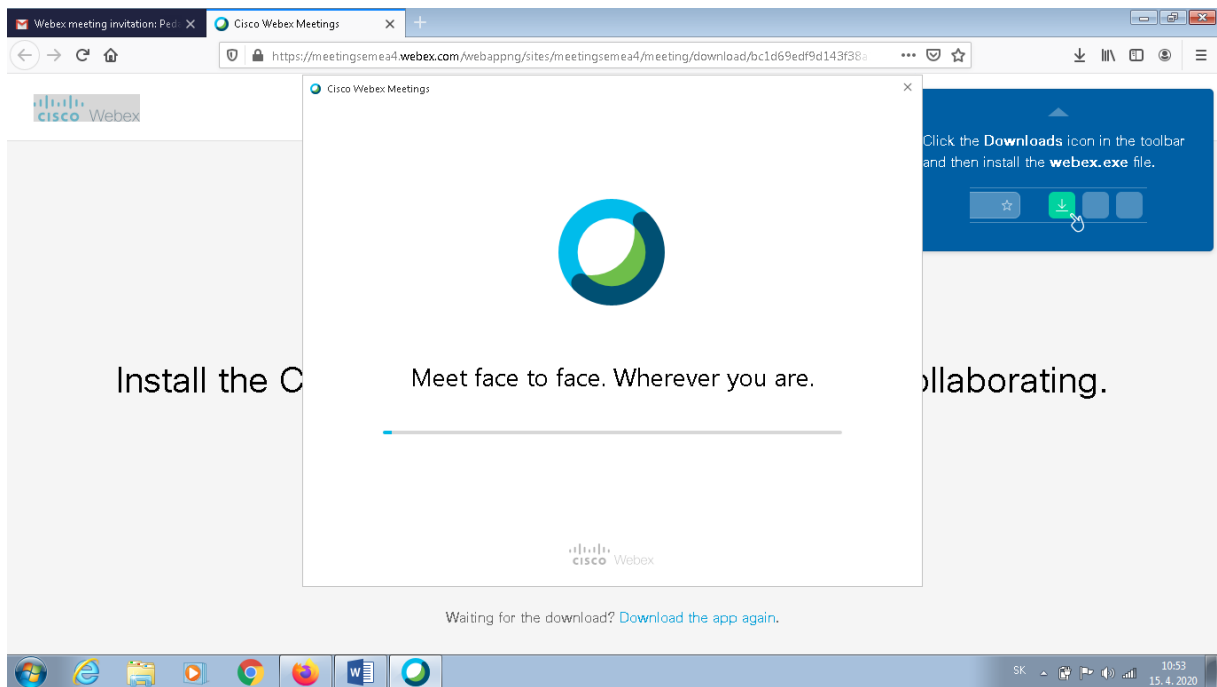 Webex meeting invitation: Ped
Cisco Webex Meetings
https://meetingsemea4.webex.com/webappng/sites/meetingsemea4/meeting/download/bc1d69edf9d143f38a
cisco Webex
Cisco Webex Meetings
Click the Downloads icon in the toolbar
and then install the webex.exe file.
Install the C
Meet face to face. Wherever you are.
ollaborating.
cisco Webex
Waiting for the download? Download the app again.
SK
10:53
15. 4. 2020